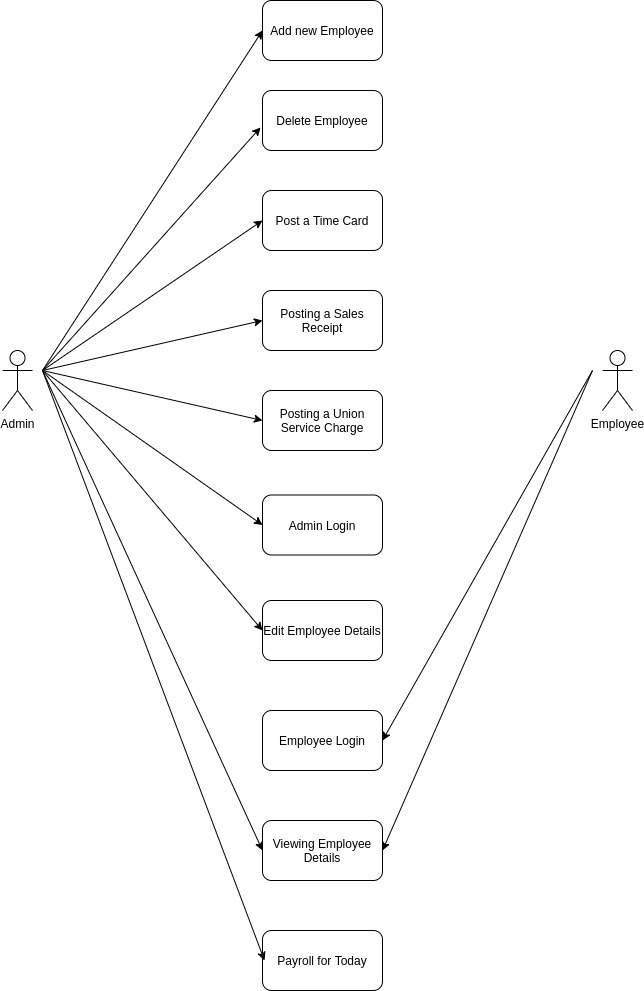 Add new Employee
Delete Employee
Post a Time Card
Posting a Sales
Receipt
Admin
Employee
Posting a Union
Service Charge
Admin Login
Edit Employee Details
Employee Login
Viewing Employee
Details
Payroll for Today